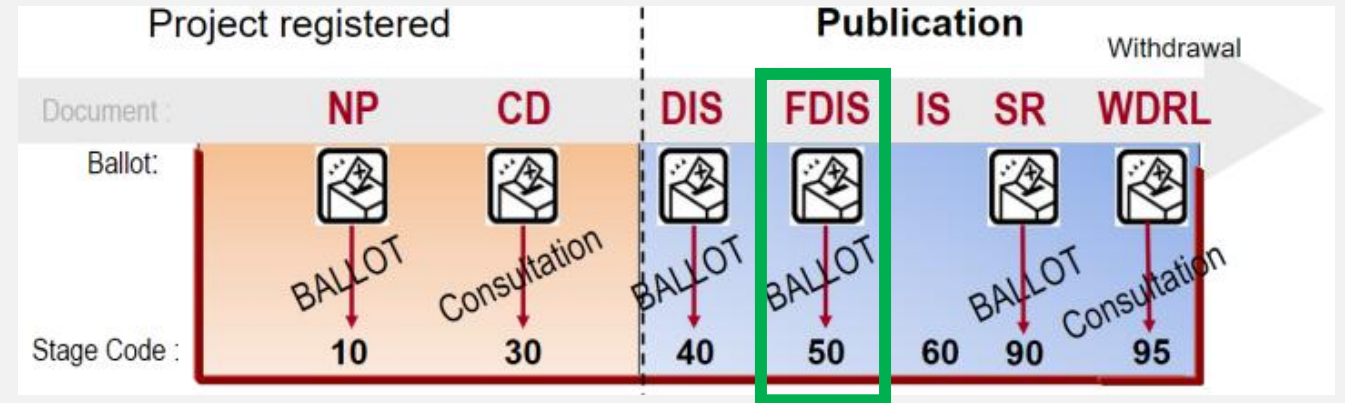 Project registered
Publication
Withdrawal
Document : NP CD DIS FDIS IS SR WDRL
Ballot:
BALLOT Consultation BALLOT BALLOT BALLOT Consultation
Stage Code : 10 30 40 50 60 90 95